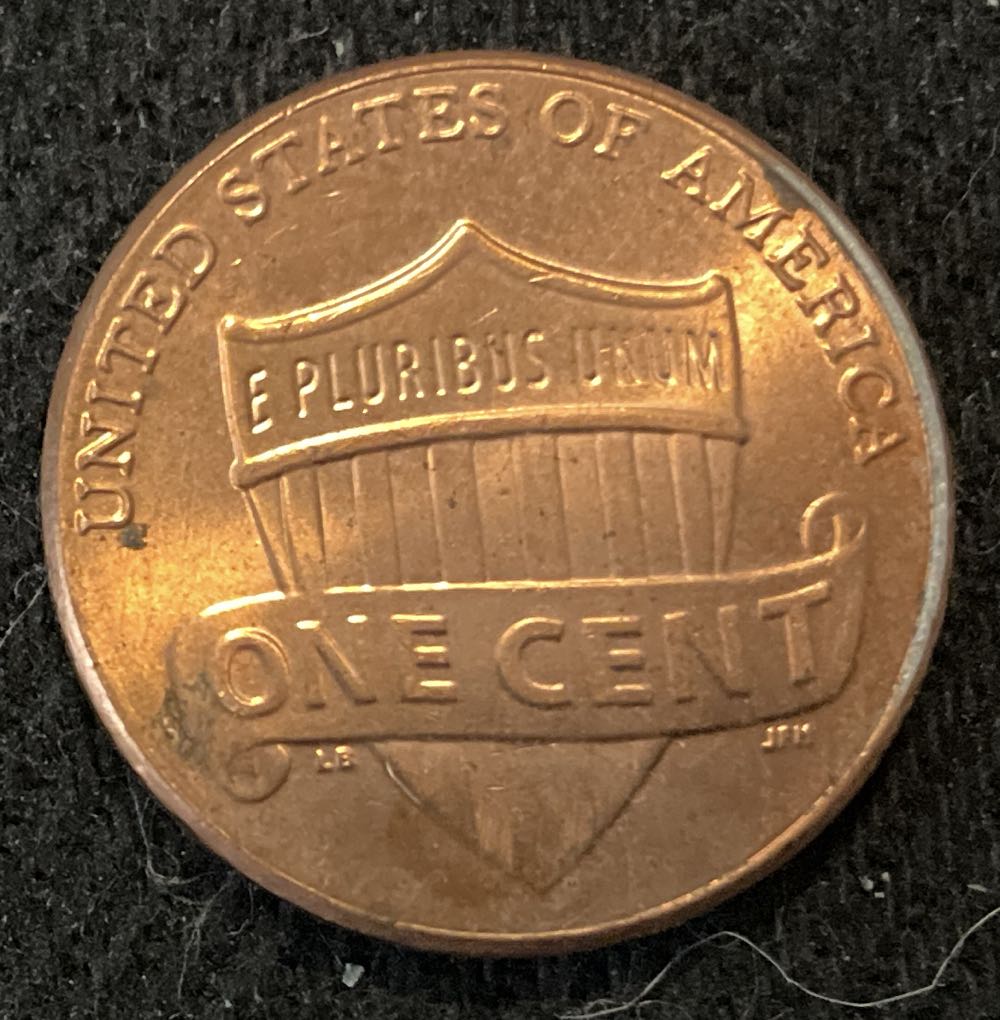 UNITED STATES OF AMERICA
E PLURIBUS UNUM
ONE CENT
LB
JFM